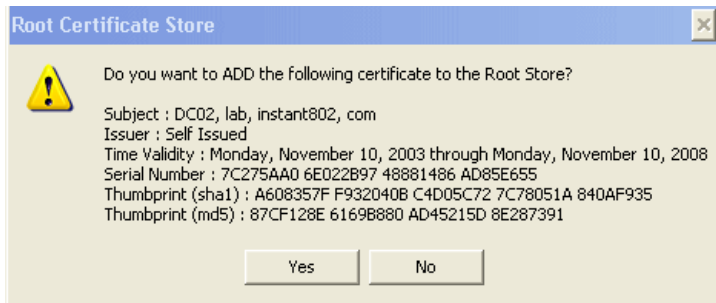 Root Certificate Store
Do you want to ADD the following certificate to the Root Store?
Subject : DC02, lab, instant802, com
Issuer : Self Issued
Time Validity : Monday, November 10, 2003 through Monday, November 10, 2008
Serial Number : 7C275AA0 6E022B97 48881486 AD85E655
Thumbprint (sha1) : A608357F F932040B C4D05C72 7C78051A 840AF935
Thumbprint (md5) : 87CF128E 6169B880 AD45215D 8E287391
Yes No